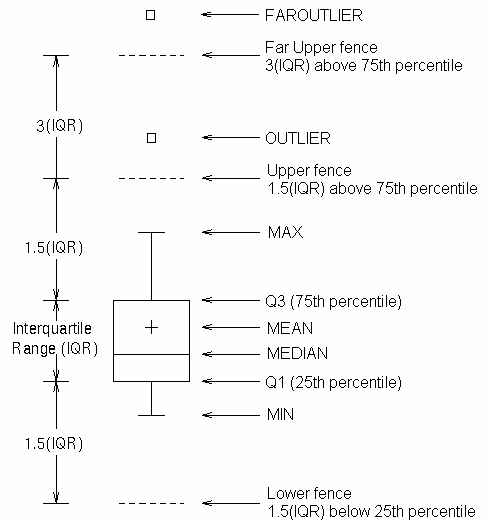 FAROUTLIER
Far Upper fence
3(IQR) above 75th percentile
3(IQR)
OUTLIER
Upper fence
1.5(IQR) above 75th percentile
MAX
1.5(IQR)
Q3 (75th percentile)
Interquartile
Range (IQR)
MEAN
MEDIAN
Q1 (25th percentile)
MIN
1.5(IQR)
Lower fence
1.5(IQR) below 25th percentile